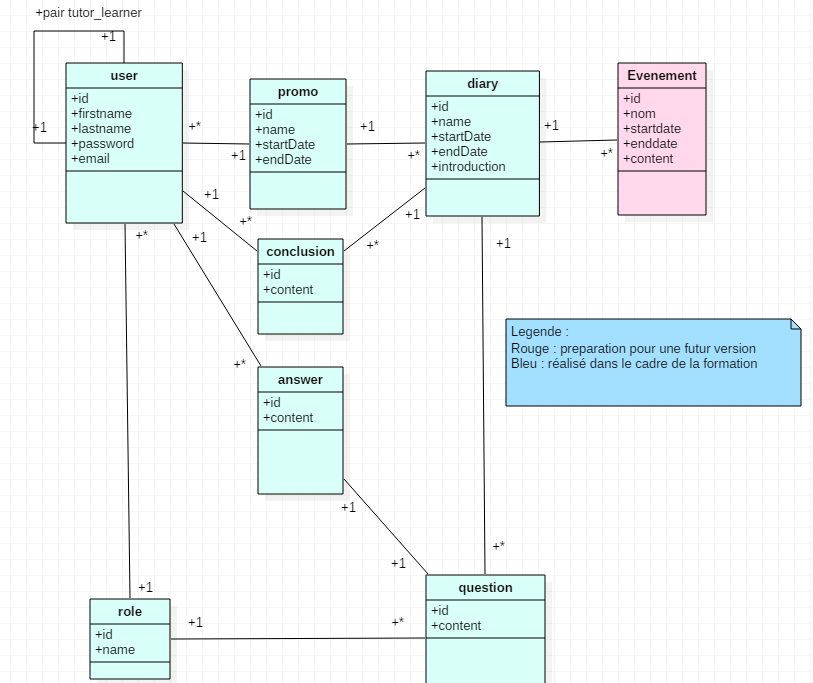 +pair tutor_learner
+1
+1
user
+id
+firstname
+lastname
+password
+email
+*
+1
promo
+id
+name
+startDate
+endDate
+1
+*
diary
+id
+name
+startDate
+endDate
+introduction
+1
+*
Evenement
+id
+nom
+startdate
+enddate
+content
+1
+*
+1
+*
conclusion
+id
+content
+*
+1
+*
+1
answer
+id
+content
+1
+1
Legende :
Rouge : preparation pour une futur version
Bleu : réalisé dans le cadre de la formation
+1
+*
question
+id
+content
+1
role
+id
+name
+1
+*